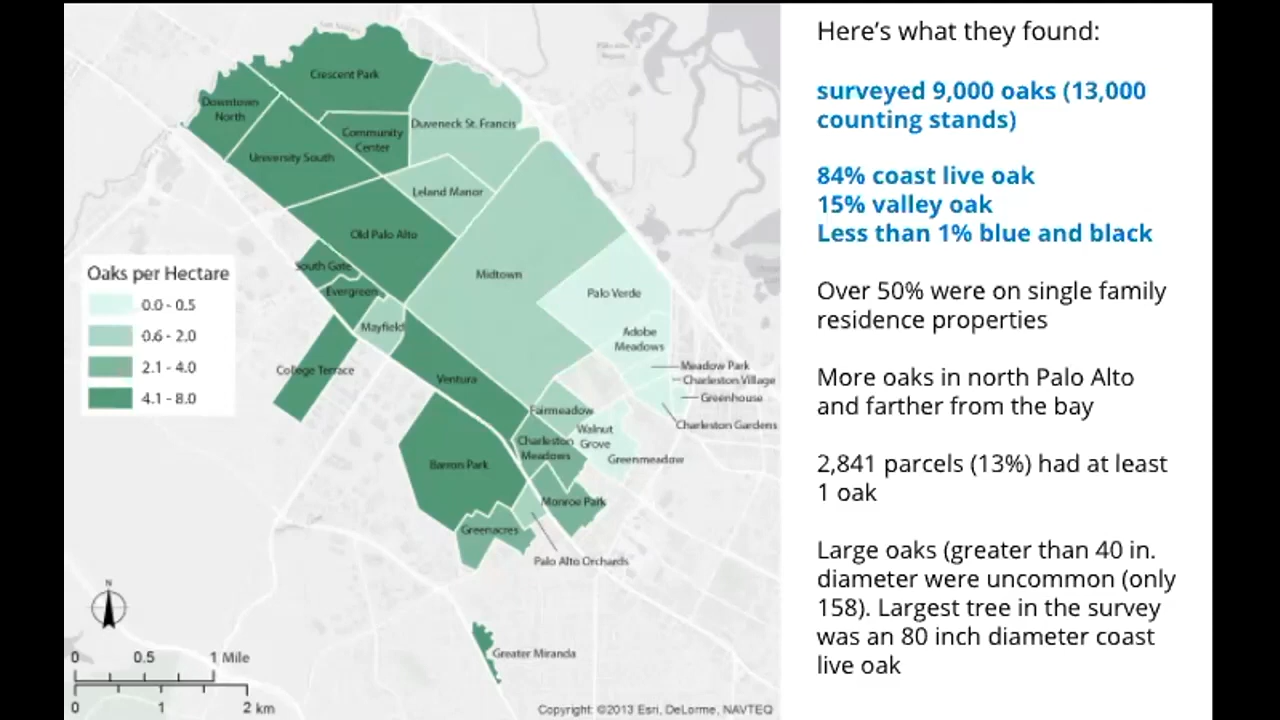 Crescent Park
Downtown
North
Community
Center
Duveneck St. Francis
University South
Leland Manor
Old Palo Alto
South Gate
Midtown
Evergreen
Palo Verde
Mayfield
Adobe
Meadows
College Terrace
Ventura
Meadow Park
Charleston Village
Greenhouse
Fairmeadow
Charleston Gardens
Walnut
Grove
Charleston
Meadows
Greenmeadow
Barron Park
Monroe Park
Greenacres
Palo Alto Orchards
Greater Miranda
Oaks per Hectare
0.0 - 0.5
0.6 - 2.0
2.1 - 4.0
4.1 - 8.0
N
0 0.5 1 Mile
0 1 2 km
Copyright: ©2013 Esri, DeLorme, NAVTEQ
Here's what they found:
surveyed 9,000 oaks (13,000
counting stands)
84% coast live oak
15% valley oak
Less than 1% blue and black
Over 50% were on single family
residence properties
More oaks in north Palo Alto
and farther from the bay
2,841 parcels (13%) had at least
1 oak
Large oaks (greater than 40 in.
diameter were uncommon (only
158). Largest tree in the survey
was an 80 inch diameter coast
live oak